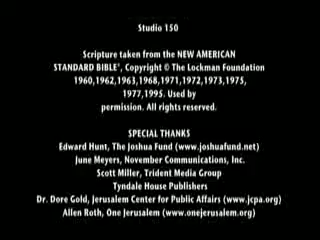 Studio 150
Scripture taken from the NEW AMERICAN
STANDARD BIBLE®, Copyright © The Lockman Foundation
1960,1962,1963,1968,1971,1972,1973,1975,
1977,1995. Used by
permission. All rights reserved.
SPECIAL THANKS
Edward Hunt, The Joshua Fund (www.joshuafund.net)
June Meyers, November Communications, Inc.
Scott Miller, Trident Media Group
Tyndale House Publishers
Dr. Dore Gold, Jerusalem Center for Public Affairs (www.jcpa.org)
Allen Roth, One Jerusalem (www.onejerusalem.org)